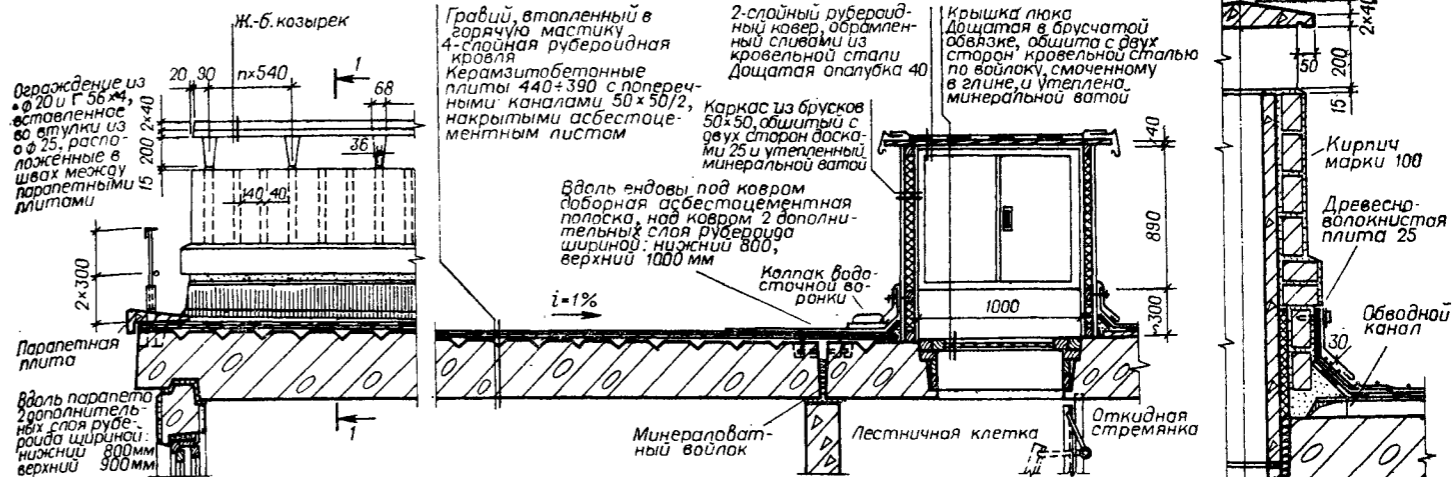 Ж.-б. козырек
20 90 n×540
1
68
36
2×40
200
15
140 40
Ограждение из
ф 20 и Г 56×4,
вставленное
во втулки из
ф 25, распо-
ложенные в
швах между
парапетными
плитами
2×300
Парапетная
плита
Вдоль парапета
2 дополнитель-
ных слоя рубе-
роида шириной:
нижний 800мм
верхний 900мм
1
Гравий, втопленный в
горячую мастику
4-слойная рубероидная
кровля
Керамзитобетонные
плиты 440÷390 с попереч-
ными каналами 50×50/2,
накрытыми асбестоце-
ментным листом
Вдоль ендовы под ковром
доборная асбестоцементная
полоска, над ковром 2 дополни-
тельных слоя рубероида
шириной: нижний 800,
верхний 1000 мм
i=1%
Колпак водо-
сточной во-
ронки
2-слойный рубероид-
ный ковер, обрамлен-
ный сливами из
кровельной стали
Дощатая опалубка 40
Каркас из брусков
50×50, обшитый с
двух сторон доска-
ми 25 и утепленный
минеральной ватой
Крышка люка
Дощатая в брусчатой
обвязке, обшита с двух
сторон кровельной сталью
по войлоку, смоченному
в глине, и утеплена
минеральной ватой
40
890
1000
~300
Минераловат-
ный войлок
Лестничная клетка
Откидная
стремянка
2×40
50
200
15
Кирпич
марки 100
Древесно-
волокнистая
плита 25
Обводной
канал
30